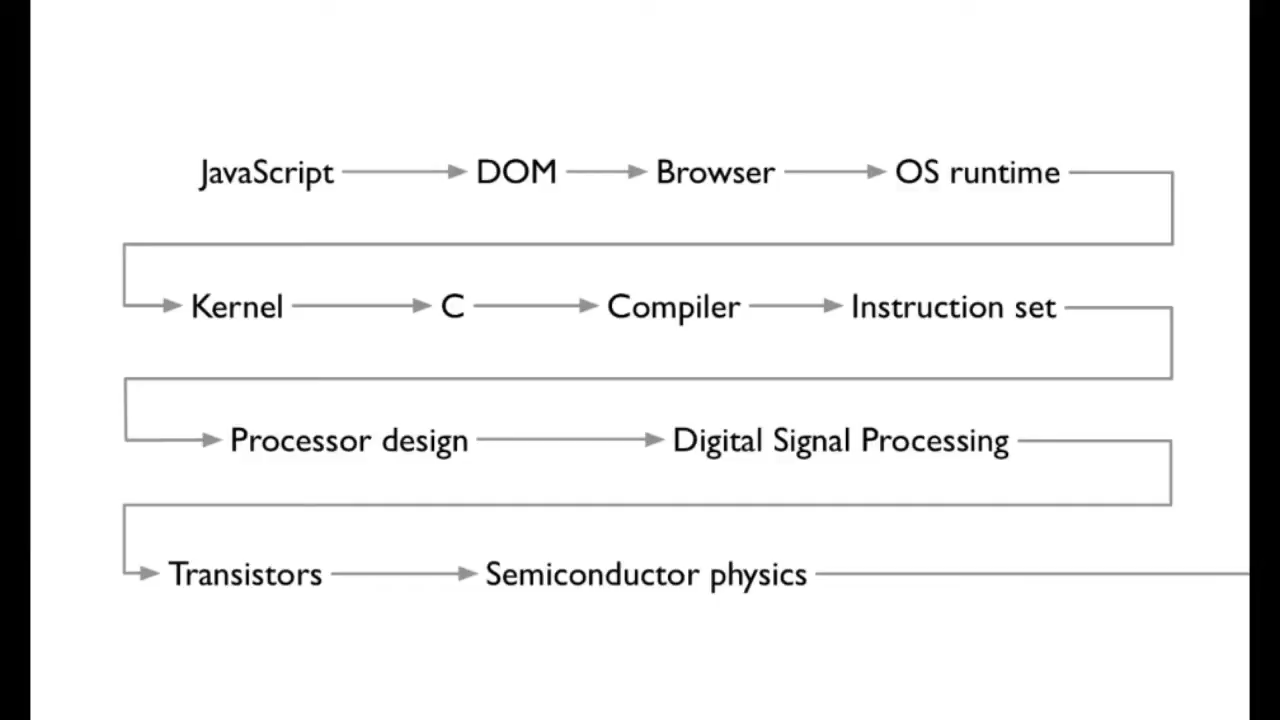 JavaScript DOM Browser OS runtime
Kernel C Compiler Instruction set
Processor design Digital Signal Processing
Transistors Semiconductor physics